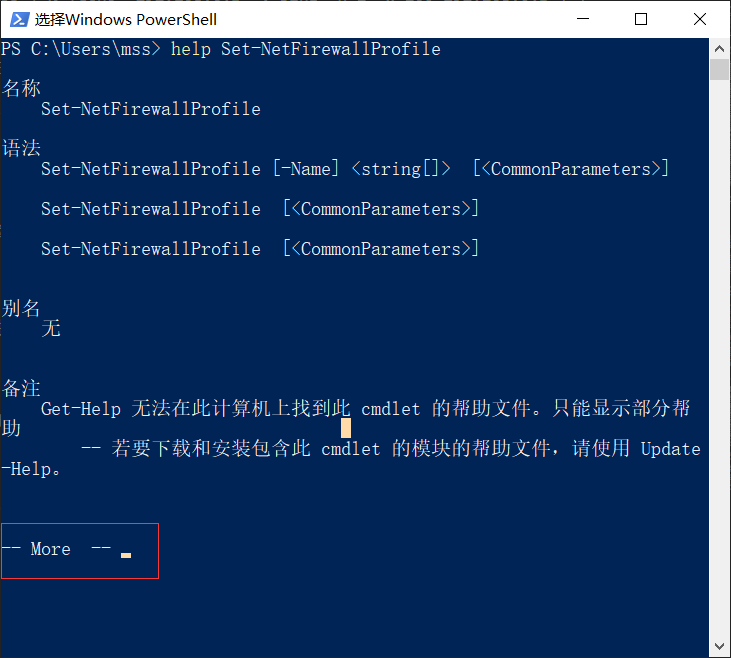 选择Windows PowerShell
PS C:\Users\mss> help Set-NetFirewallProfile
名称
Set-NetFirewallProfile
语法
Set-NetFirewallProfile [-Name] <string[]> [<CommonParameters>]
Set-NetFirewallProfile [<CommonParameters>]
Set-NetFirewallProfile [<CommonParameters>]
别名
无
备注
Get-Help 无法在此计算机上找到此 cmdlet 的帮助文件。只能显示部分帮
助
-- 若要下载和安装包含此 cmdlet 的模块的帮助文件，请使用 Update
-Help。
-- More --